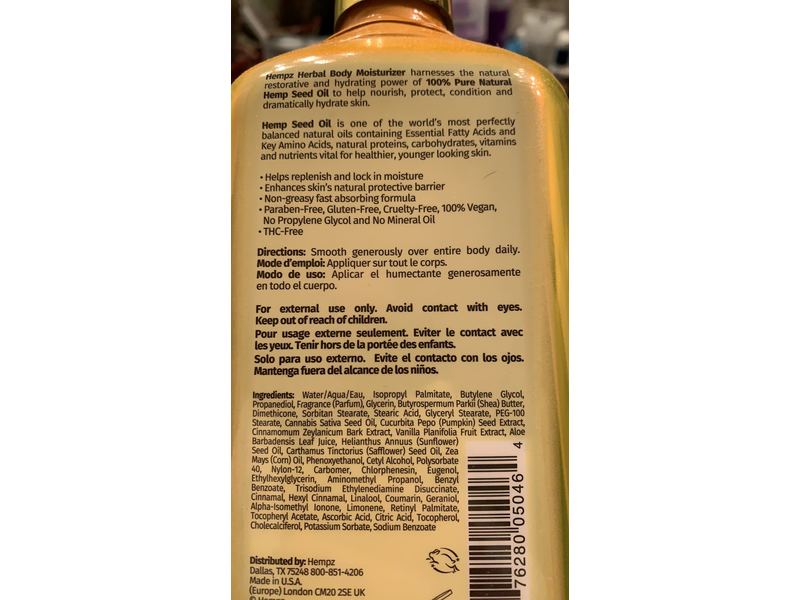 Hempz Herbal Body Moisturizer harnesses the natural
restorative and hydrating power of 100% Pure Natural
Hemp Seed Oil to help nourish, protect, condition and
dramatically hydrate skin.
Hemp Seed Oil is one of the world's most perfectly
balanced natural oils containing Essential Fatty Acids and
Key Amino Acids, natural proteins, carbohydrates, vitamins
and nutrients vital for healthier, younger looking skin.
• Helps replenish and lock in moisture
• Enhances skin's natural protective barrier
• Non-greasy fast absorbing formula
• Paraben-Free, Gluten-Free, Cruelty-Free, 100% Vegan,
No Propylene Glycol and No Mineral Oil
• THC-Free
Directions: Smooth generously over entire body daily.
Mode d'emploi: Appliquer sur tout le corps.
Modo de uso: Aplicar el humectante generosamente
en todo el cuerpo.
For external use only. Avoid contact with eyes.
Keep out of reach of children.
Pour usage externe seulement. Eviter le contact avec
les yeux. Tenir hors de la portée des enfants.
Solo para uso externo. Evite el contacto con los ojos.
Mantenga fuera del alcance de los niños.
Ingredients: Water/Aqua/Eau, Isopropyl Palmitate, Butylene Glycol,
Propanediol, Fragrance (Parfum), Glycerin, Butyrospermum Parkii (Shea) Butter,
Dimethicone, Sorbitan Stearate, Stearic Acid, Glyceryl Stearate, PEG-100
Stearate, Cannabis Sativa Seed Oil, Cucurbita Pepo (Pumpkin) Seed Extract,
Cinnamomum Zeylanicum Bark Extract, Vanilla Planifolia Fruit Extract, Aloe
Barbadensis Leaf Juice, Helianthus Annuus (Sunflower)
Seed Oil, Carthamus Tinctorius (Safflower) Seed Oil, Zea
Mays (Corn) Oil, Phenoxyethanol, Cetyl Alcohol, Polysorbate
40, Nylon-12, Carbomer, Chlorphenesin, Eugenol,
Ethylhexylglycerin, Aminomethyl Propanol, Benzyl
Benzoate, Trisodium Ethylenediamine Disuccinate,
Cinnamal, Hexyl Cinnamal, Linalool, Coumarin, Geraniol,
Alpha-Isomethyl Ionone, Limonene, Retinyl Palmitate,
Tocopheryl Acetate, Ascorbic Acid, Citric Acid, Tocopherol,
Cholecalciferol, Potassium Sorbate, Sodium Benzoate
76280 05046 4
Distributed by: Hempz
Dallas, TX 75248 800-851-4206
Made in U.S.A.
(Europe) London CM20 2SE UK
© Hempz